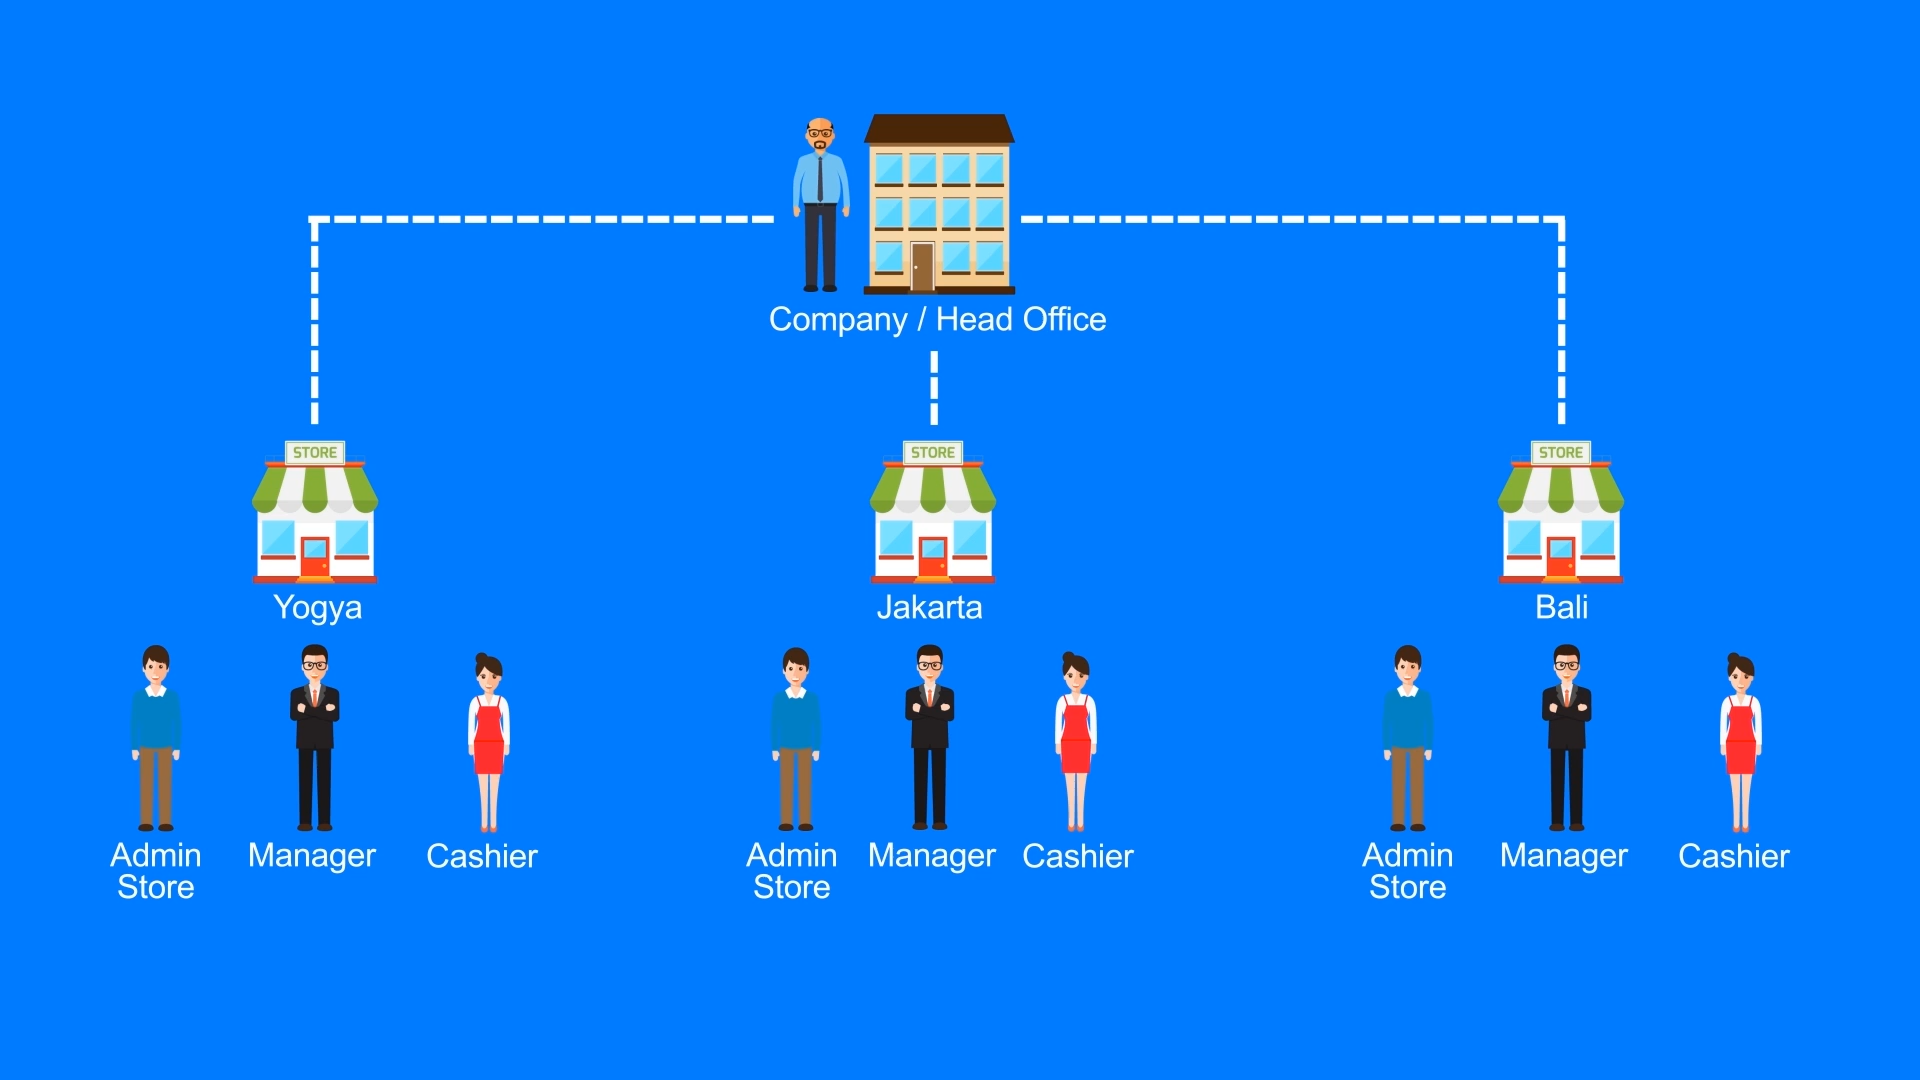 Company / Head Office
STORE
STORE
STORE
Yogya
Jakarta
Bali
Admin
Store
Manager
Cashier
Admin
Store
Manager
Cashier
Admin
Store
Manager
Cashier